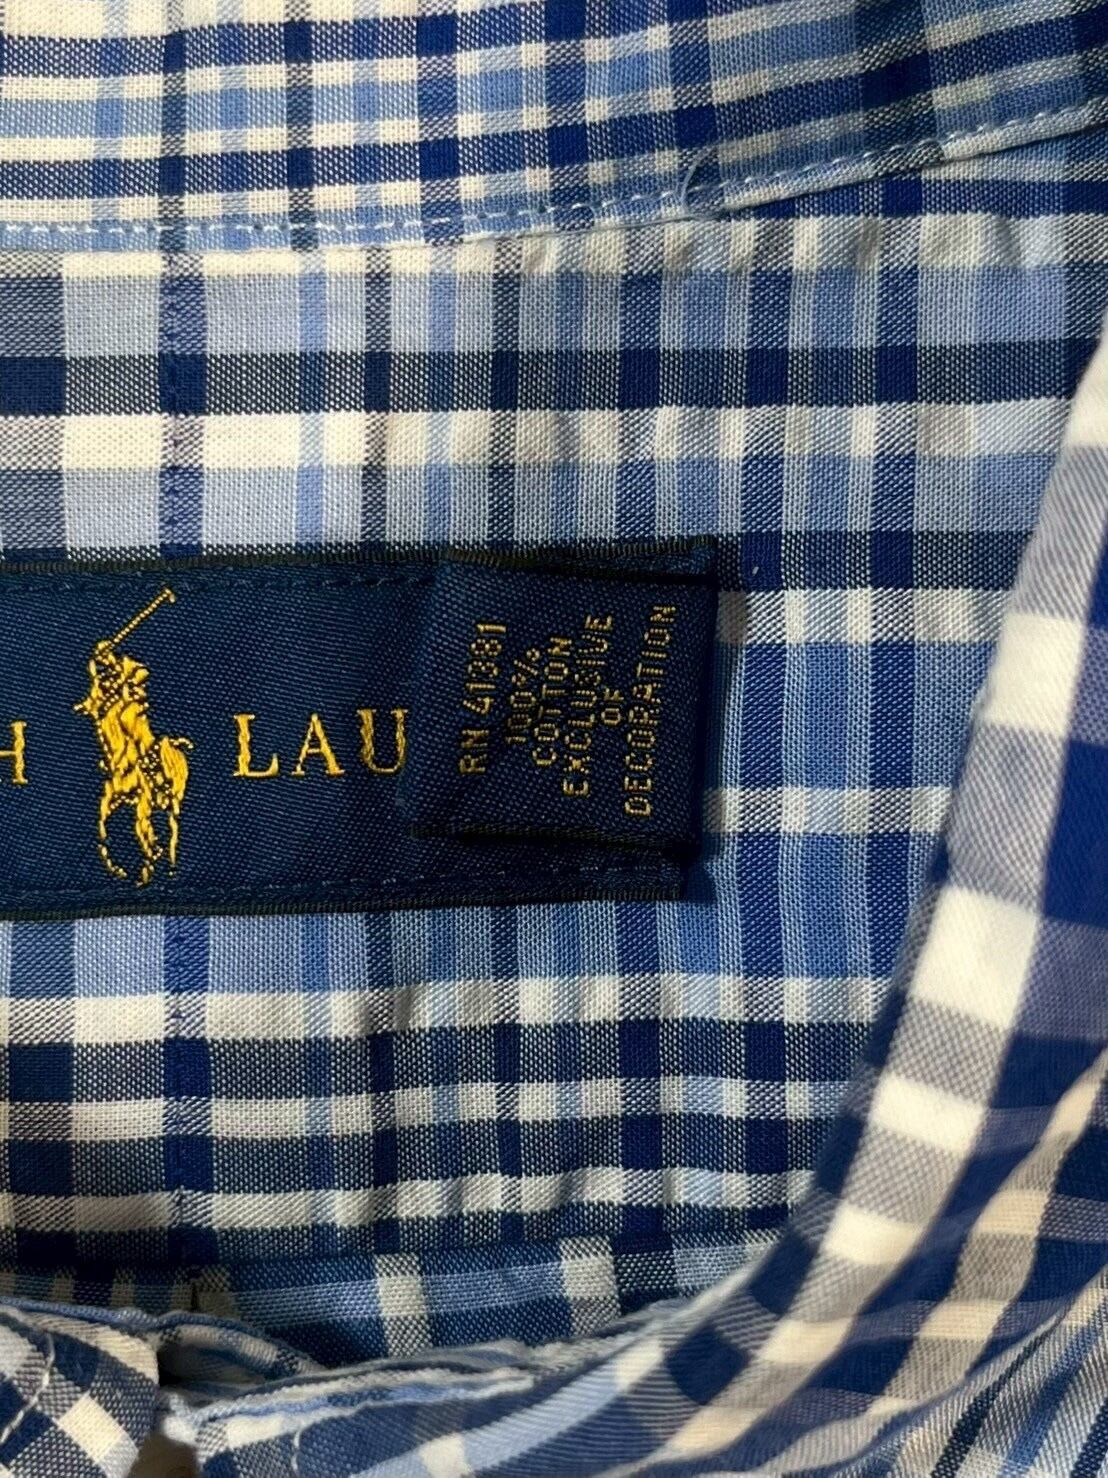 H LAU
RN 41381
100%
COTTON
EXCLUSIVE
OF
DECORATION